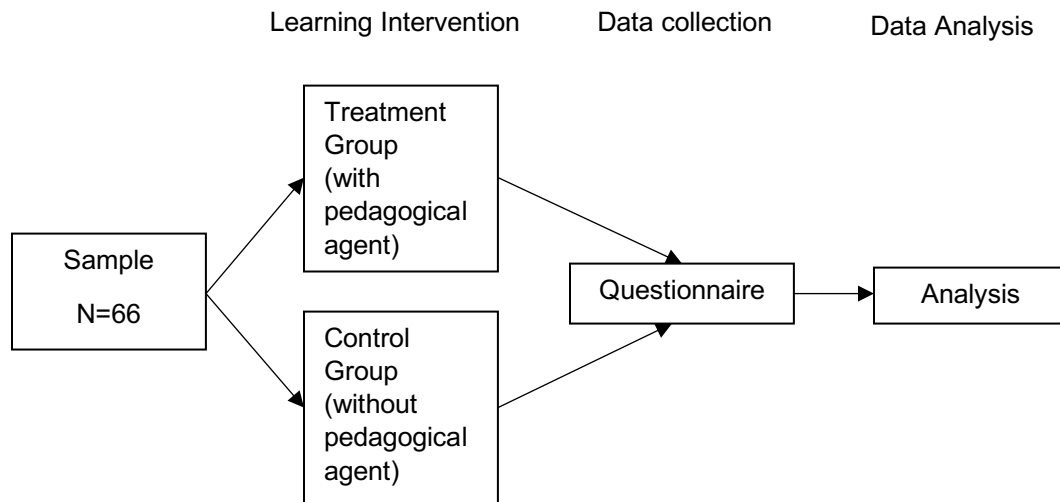 Learning Intervention
Data collection
Data Analysis
Treatment
Group
(with
pedagogical
agent)
Sample
N=66
Control
Group
(without
pedagogical
agent)
Questionnaire
Analysis